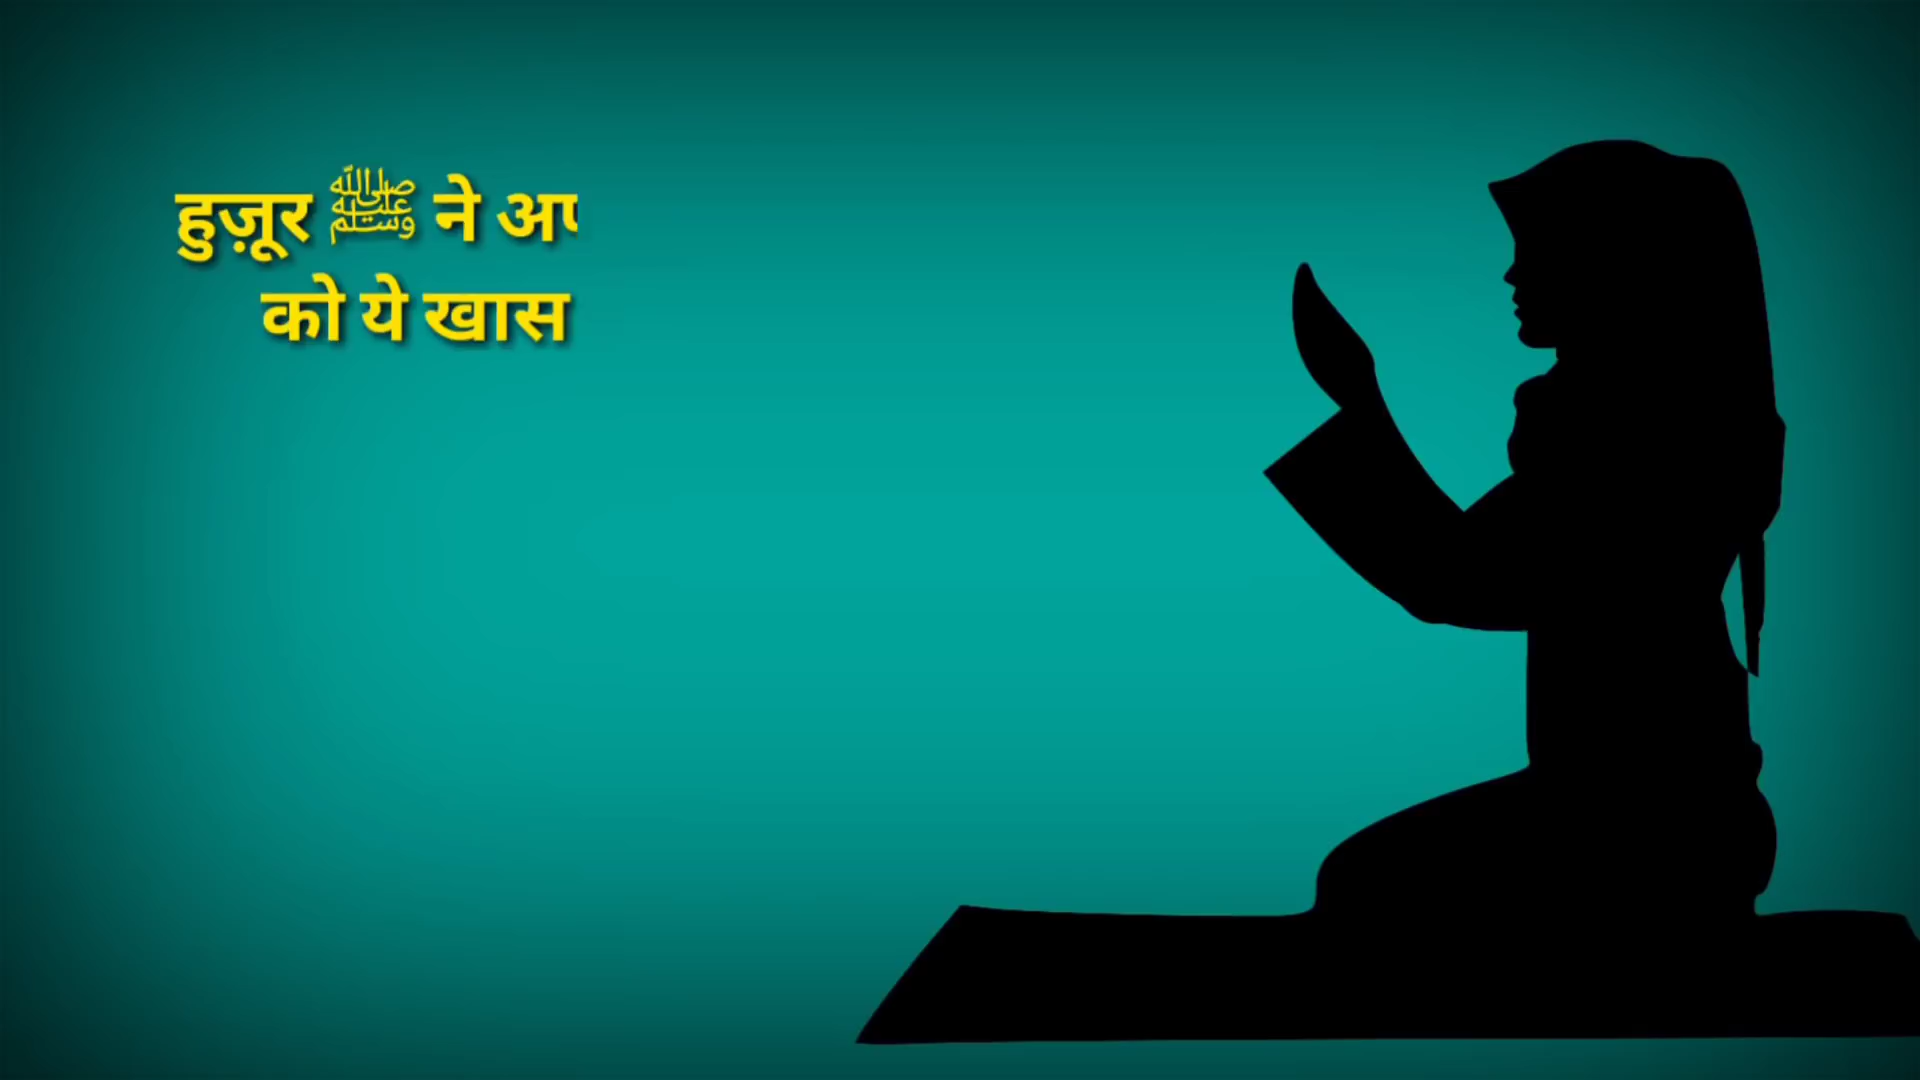 हुज़ूर ﷺ ने
को ये खास